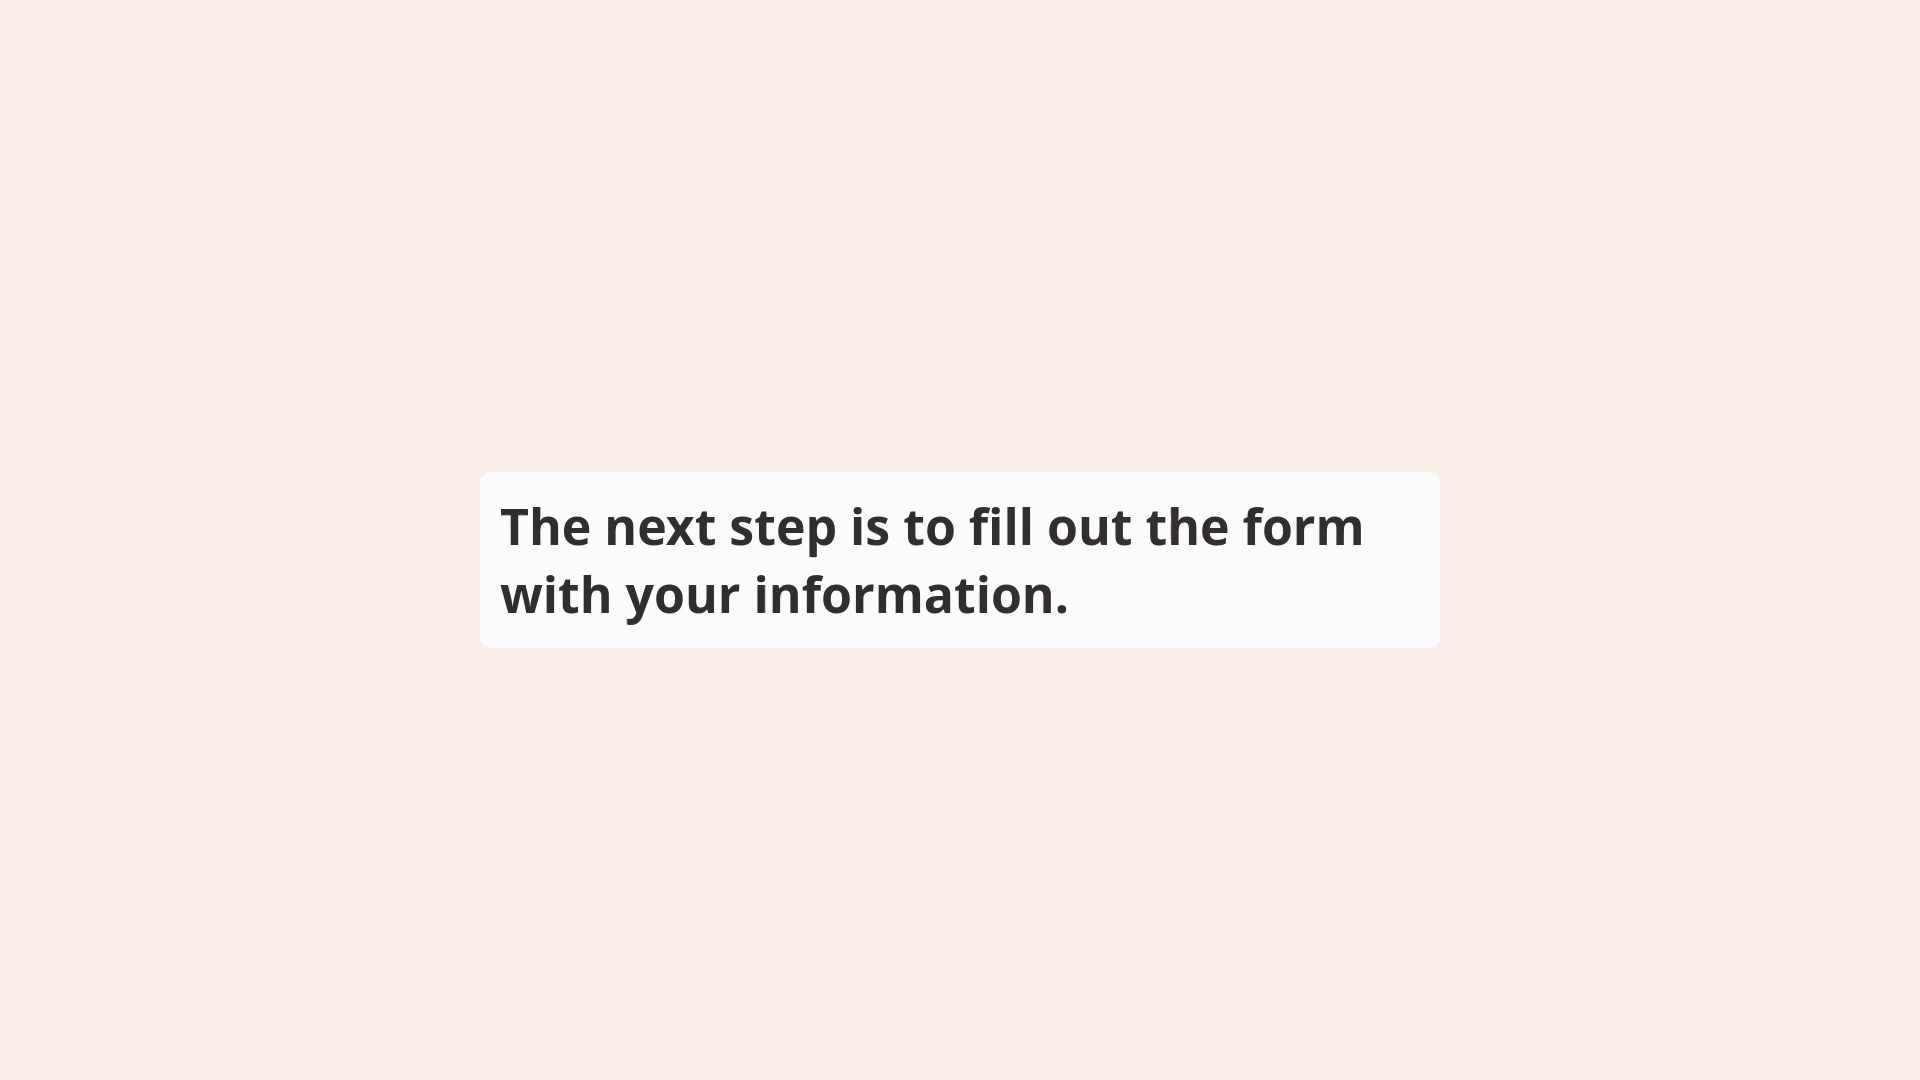 The next step is to fill out the form
with your information.